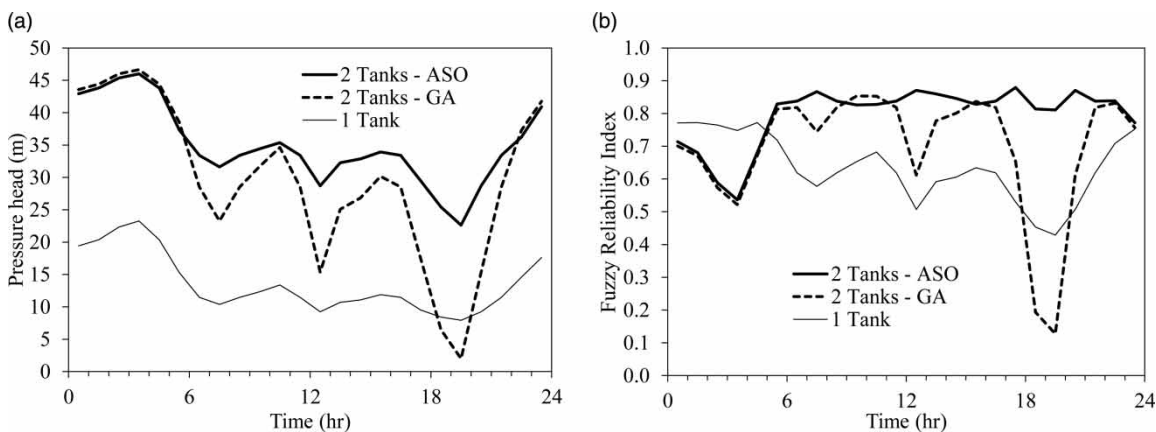 (a)
50
45
40
35
30
25
20
15
10
5
0
Pressure head (m)
2 Tanks - ASO
2 Tanks - GA
1 Tank
0
6
12
18
24
Time (hr)
(b)
1.0
0.9
0.8
0.7
0.6
0.5
0.4
0.3
0.2
0.1
0.0
Fuzzy Reliability Index
2 Tanks - ASO
2 Tanks - GA
1 Tank
0
6
12
18
24
Time (hr)